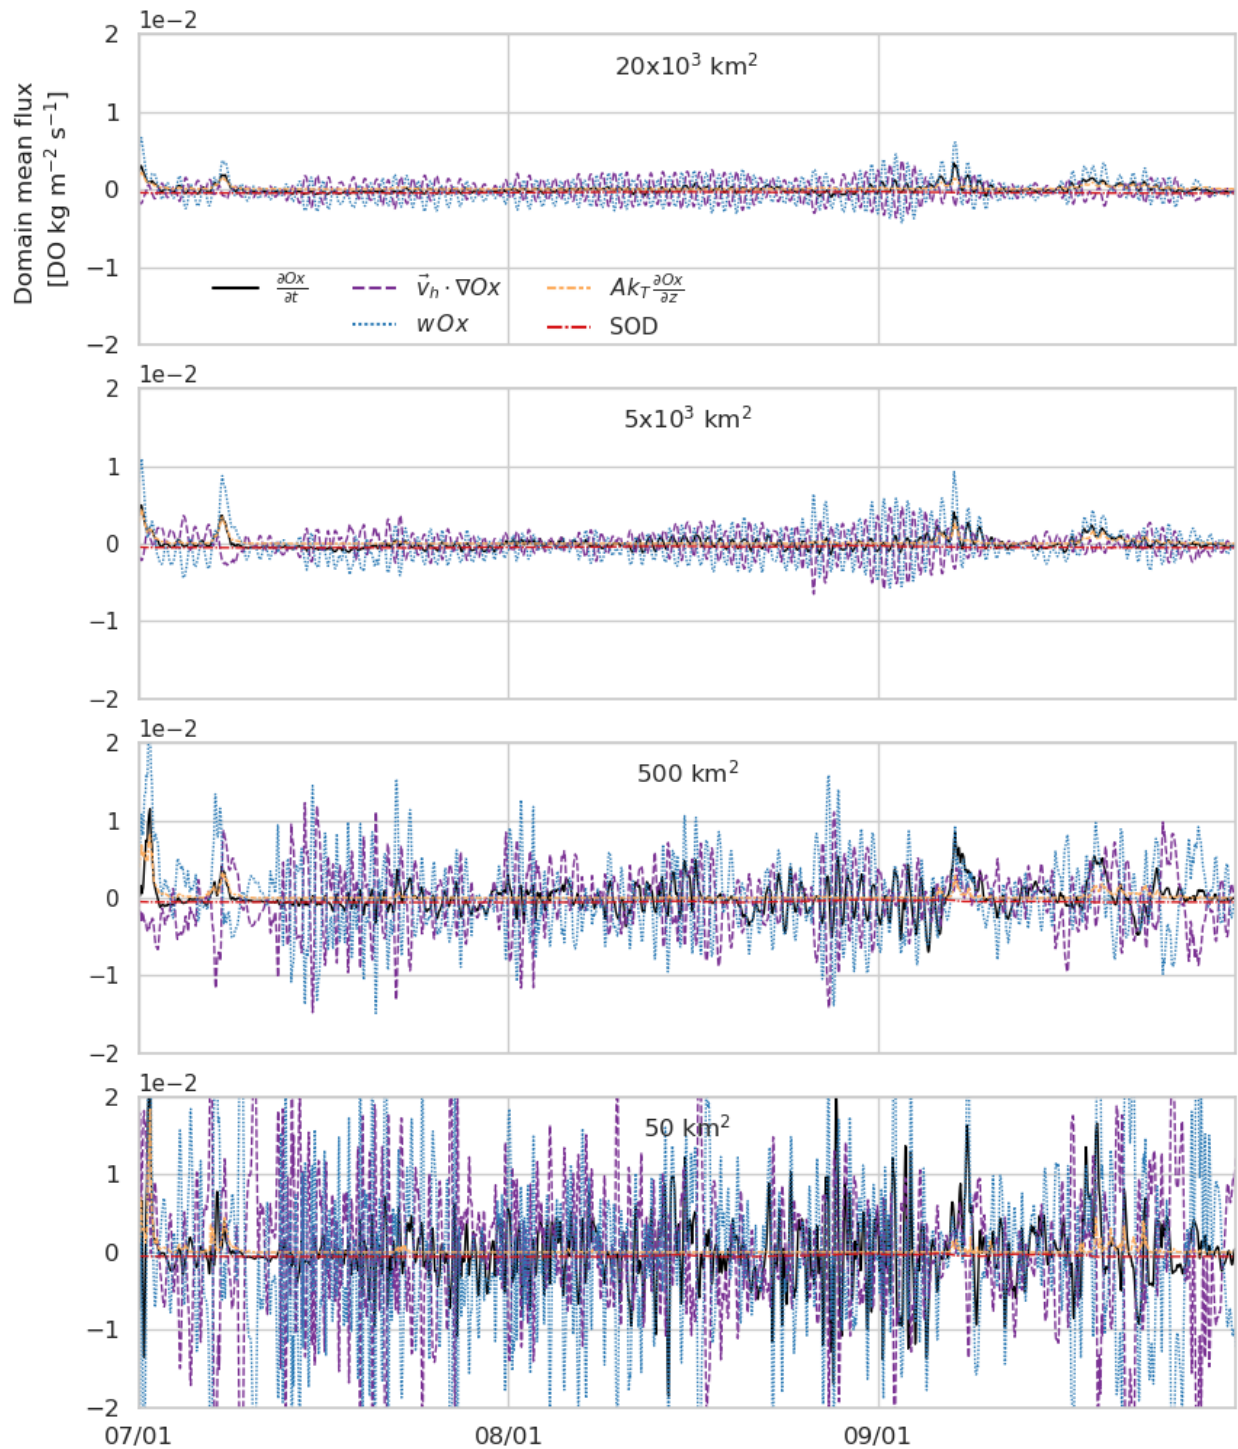 1e−2
2
1
0
−1
−2
Domain mean flux
[DO kg m⁻² s⁻¹]
20x10³ km²
∂Ox/∂t
v⃗ₕ · ∇Ox
Ak_T ∂Ox/∂z
wOx
SOD
1e−2
2
1
0
−1
−2
5x10³ km²
1e−2
2
1
0
−1
−2
500 km²
1e−2
2
1
0
−1
−2
50 km²
07/01
08/01
09/01